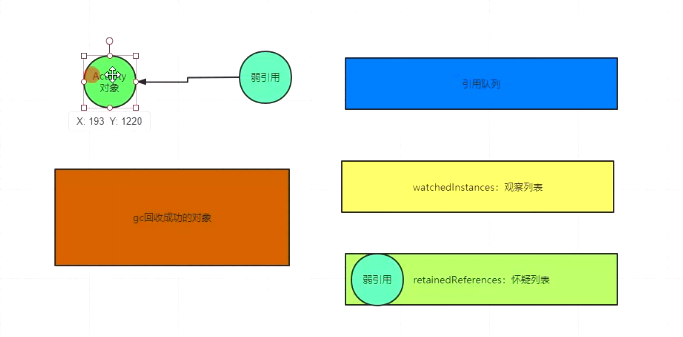 Activity
对象
弱引用
引用队列
X: 193 Y: 1220
watchedInstances：观察列表
gc回收成功的对象
弱引用
retainedReferences：怀疑列表